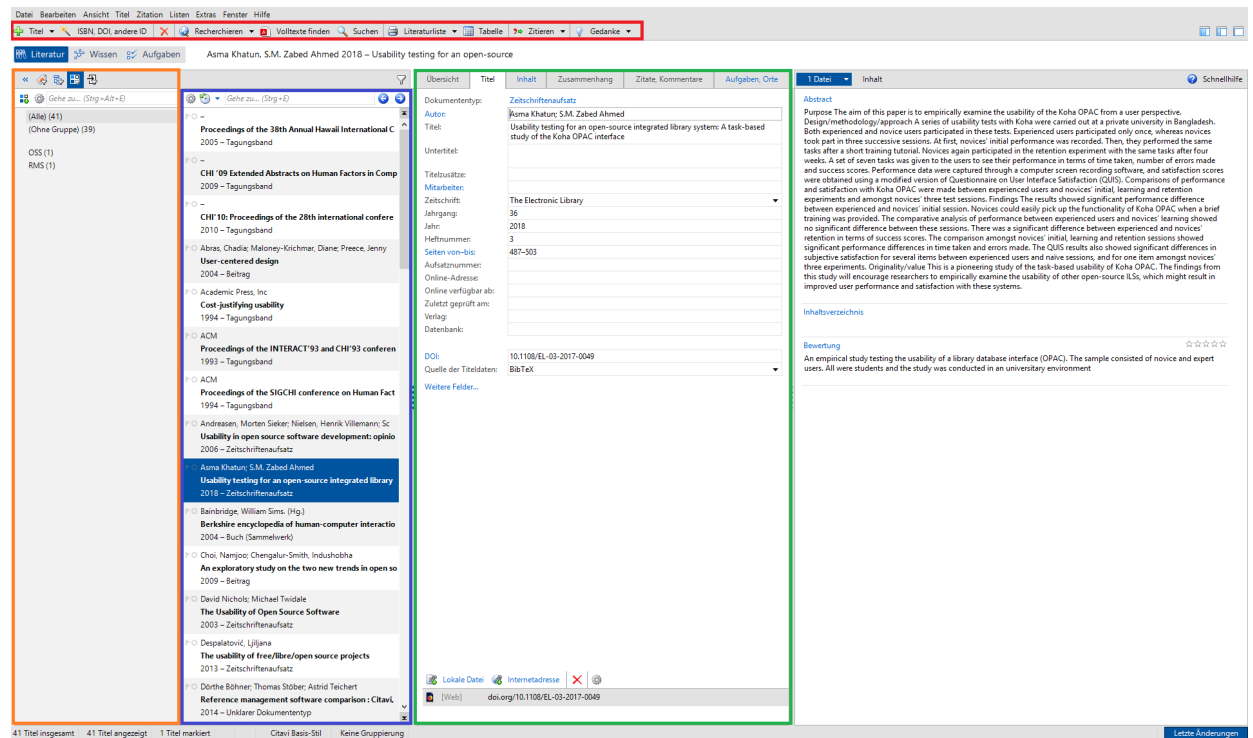 Datei Bearbeiten Ansicht Titel Zitation Listen Extras Fenster Hilfe
Titel ISBN, DOI, andere ID Recherchieren Volltexte finden Suchen Literaturliste Tabelle Zitieren Gedanke
Literatur Wissen Aufgaben Asma Khatun, S.M. Zabed Ahmed 2018 – Usability testing for an open-source
Gehe zu... (Strg+Alt+E)
(Alle) (41)
(Ohne Gruppe) (39)
OSS (1)
RMS (1)
Gehe zu... (Strg+E)
–
Proceedings of the 38th Annual Hawaii International C
2005 – Tagungsband
–
CHI '09 Extended Abstracts on Human Factors in Comp
2009 – Tagungsband
–
CHI'10: Proceedings of the 28th international confere
2010 – Tagungsband
Abras, Chadia; Maloney-Krichmar, Diane; Preece, Jenny
User-centered design
2004 – Beitrag
Academic Press, Inc
Cost-justifying usability
1994 – Tagungsband
ACM
Proceedings of the INTERACT'93 and CHI'93 conferen
1993 – Tagungsband
ACM
Proceedings of the SIGCHI conference on Human Fact
1994 – Tagungsband
Andreasen, Morten Sieker; Nielsen, Henrik Villemann; Sc
Usability in open source software development: opinio
2006 – Zeitschriftenaufsatz
Asma Khatun; S.M. Zabed Ahmed
Usability testing for an open-source integrated library
2018 – Zeitschriftenaufsatz
Bainbridge, William Sims. (Hg.)
Berkshire encyclopedia of human-computer interactio
2004 – Buch (Sammelwerk)
Choi, Namjoo; Chengalur-Smith, Indushobha
An exploratory study on the two new trends in open so
2009 – Beitrag
David Nichols; Michael Twidale
The Usability of Open Source Software
2003 – Zeitschriftenaufsatz
Despalatović, Ljiljana
The usability of free/libre/open source projects
2013 – Zeitschriftenaufsatz
Dörthe Böhner; Thomas Stöber; Astrid Teichert
Reference management software comparison : Citavi,
2014 – Unklarer Dokumententyp
Übersicht Titel Inhalt Zusammenhang Zitate, Kommentare Aufgaben, Orte
Dokumententyp: Zeitschriftenaufsatz
Autor: Asma Khatun; S.M. Zabed Ahmed
Titel: Usability testing for an open-source integrated library system: A task-based
study of the Koha OPAC interface
Untertitel:
Titelzusätze:
Mitarbeiter:
Zeitschrift: The Electronic Library
Jahrgang: 36
Jahr: 2018
Heftnummer: 3
Seiten von–bis: 487–503
Aufsatznummer:
Online-Adresse:
Online verfügbar ab:
Zuletzt geprüft am:
Verlag:
Datenbank:
DOI: 10.1108/EL-03-2017-0049
Quelle der Titeldaten: BibTeX
Weitere Felder...
Lokale Datei Internetadresse
[Web] doi.org/10.1108/EL-03-2017-0049
1 Datei Inhalt Schnellhilfe
Abstract
Purpose The aim of this paper is to empirically examine the usability of the Koha OPAC from a user perspective.
Design/methodology/approach A series of usability tests with Koha were carried out at a private university in Bangladesh.
Both experienced and novice users participated in these tests. Experienced users participated only once, whereas novices
took part in three successive sessions. At first, novices' initial performance was recorded. Then, they performed the same
tasks after a short training tutorial. Novices again participated in the retention experiment with the same tasks after four
weeks. A set of seven tasks was given to the users to see their performance in terms of time taken, number of errors made
and success scores. Performance data were captured through a computer screen recording software, and satisfaction scores
were obtained using a modified version of Questionnaire on User Interface Satisfaction (QUIS). Comparisons of performance
and satisfaction with Koha OPAC were made between experienced users and novices' initial, learning and retention
experiments and amongst novices' three test sessions. Findings The results showed significant performance difference
between experienced and novices' initial session. Novices could easily pick up the functionality of Koha OPAC when a brief
training was provided. The comparative analysis of performance between experienced users and novices' learning showed
no significant difference between these sessions. There was a significant difference between experienced and novices'
retention in terms of success scores. The comparison amongst novices' initial, learning and retention sessions showed
significant performance differences in time taken and errors made. The QUIS results also showed significant differences in
subjective satisfaction for several items between experienced users and naïve sessions, and for one item amongst novices'
three experiments. Originality/value This is a pioneering study of the task-based usability of Koha OPAC. The findings from
this study will encourage researchers to empirically examine the usability of other open-source ILSs, which might result in
improved user performance and satisfaction with these systems.
Inhaltsverzeichnis
Bewertung
An empirical study testing the usability of a library database interface (OPAC). The sample consisted of novice and expert
users. All were students and the study was conducted in an universitary environment
41 Titel insgesamt 41 Titel angezeigt 1 Titel markiert Citavi Basis-Stil Keine Gruppierung Letzte Änderungen